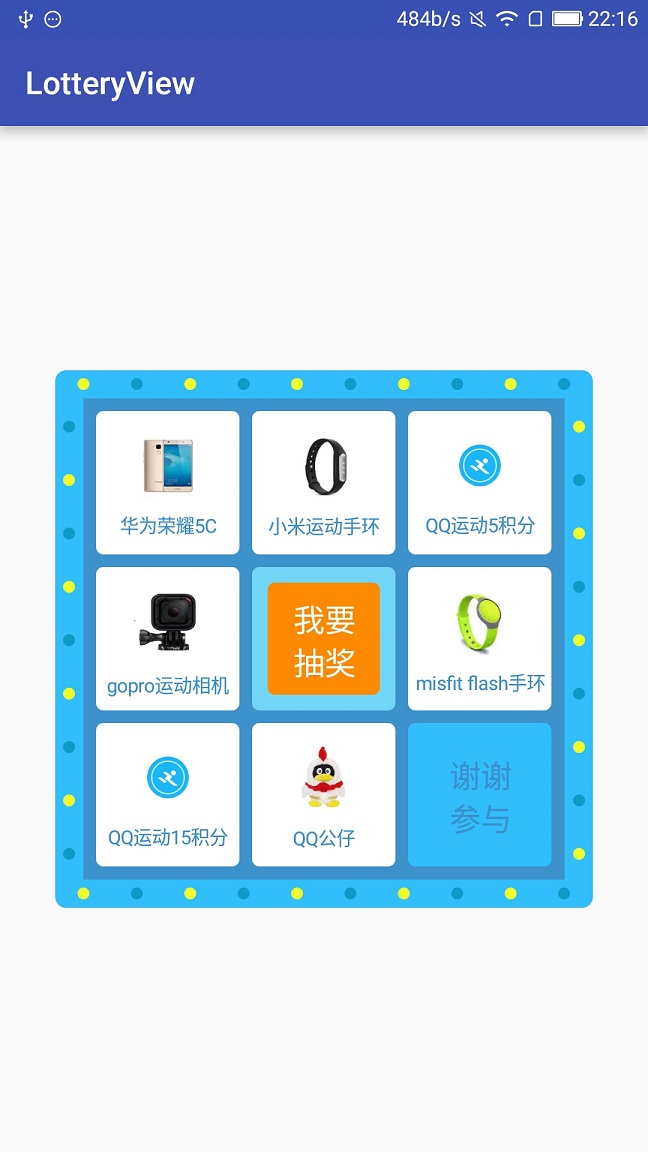 484b/s 22:16
LotteryView
华为荣耀5C
小米运动手环
QQ运动5积分
gopro运动相机
我要
抽奖
misfit flash手环
QQ运动15积分
QQ公仔
谢谢
参与